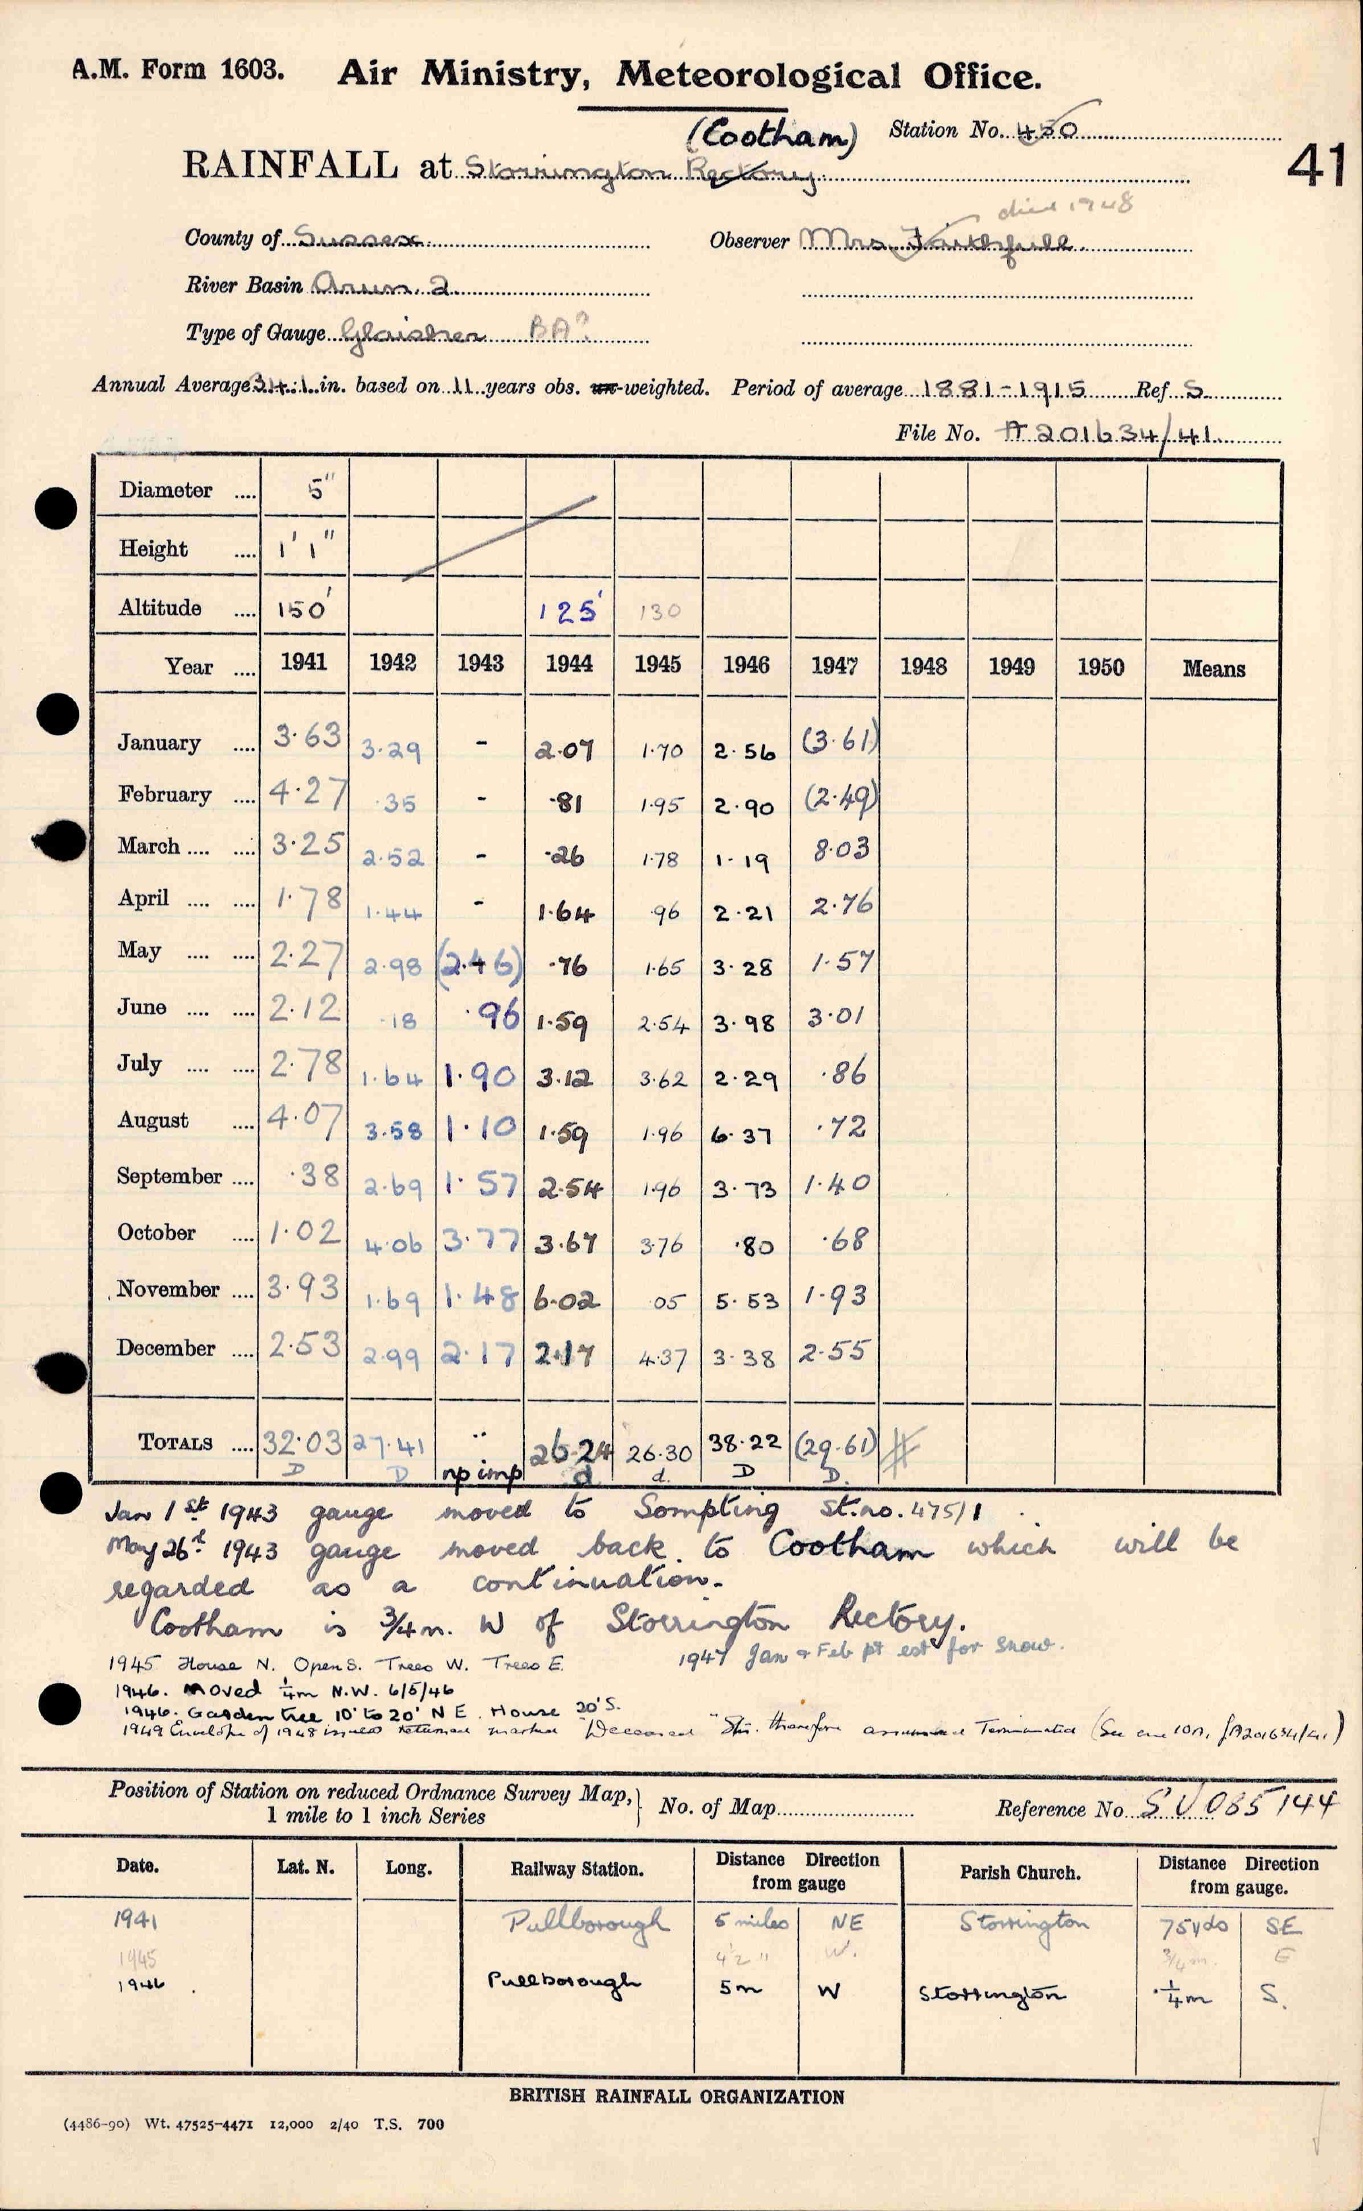 A.M. Form 1603. Air Ministry, Meteorological Office.
(Cootham) Station No. 450
RAINFALL at Storrington Rectory 41
died 1948
County of Sussex Observer Mrs. Faithfull.
River Basin Arun. 2
Type of Gauge Glaisher BA?
Annual Average 34.1 in. based on 11 years obs. un-weighted. Period of average 1881-1915 Ref S.
File No. A 201634/41
Diameter .... 5"
Height .... 1' 1"
Altitude .... 150' 125' 130
Year .... 1941 1942 1943 1944 1945 1946 1947 1948 1949 1950 Means
January .... 3.63 3.29 - 2.07 1.70 2.56 (3.61)
February .... 4.27 .35 - .81 1.95 2.90 (2.49)
March .... .... 3.25 2.52 - .26 1.78 1.19 8.03
April .... .... 1.78 1.44 - 1.64 .96 2.21 2.76
May .... .... 2.27 2.98 (2.46) .76 1.65 3.28 1.57
June .... .... 2.12 .18 .96 1.59 2.54 3.98 3.01
July .... .... 2.78 1.64 1.90 3.12 3.62 2.29 .86
August .... 4.07 3.58 1.10 1.59 1.96 6.37 .72
September .... .38 2.69 1.57 2.54 1.96 3.73 1.40
October .... 1.02 4.06 3.77 3.67 3.76 .80 .68
November .... 3.93 1.69 1.48 6.02 .05 5.53 1.93
December .... 2.53 2.99 2.17 2.17 4.37 3.38 2.55
TOTALS .... 32.03 27.41 .. 26.24 26.30 38.22 (29.61)
D D np imp d d. D D.
Jan 1st 1943 gauge moved to Sompting St. no. 475/1
May 26th 1943 gauge moved back to Cootham which will be
regarded as a continuation.
Cootham is 3/4 m. W of Storrington Rectory.
1947 Jan & Feb pt est for snow.
1945 House N. Open S. Trees W. Trees E.
1946. Moved 1/4m N.W. 6/5/46
1946. Garden tree 10' to 20' NE. House 20'S.
1949 Envelope of 1948 issued returned marked "Deceased" Stn. therefore assumed Terminated (See enc 10A, A201634/41)
Position of Station on reduced Ordnance Survey Map,
1 mile to 1 inch Series } No. of Map Reference No. SU 085144
Date. Lat. N. Long. Railway Station. Distance Direction from gauge Parish Church. Distance Direction from gauge.
1941 Pullborough 5 miles NE Storrington 75 yds SE
1945 4½ " W. 3/4 m. E
1946 Pullborough 5m W Storrington 1/4 m S.
BRITISH RAINFALL ORGANIZATION
(4486-90) Wt. 47525-4471 12,000 2/40 T.S. 700